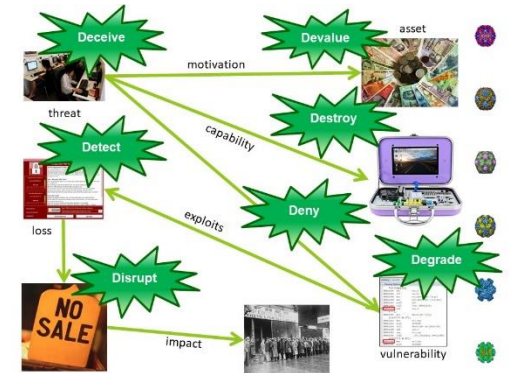 Deceive
Devalue
asset
motivation
threat
Destroy
capability
Detect
exploits
Deny
loss
Degrade
Disrupt
NO
SALE
impact
vulnerability